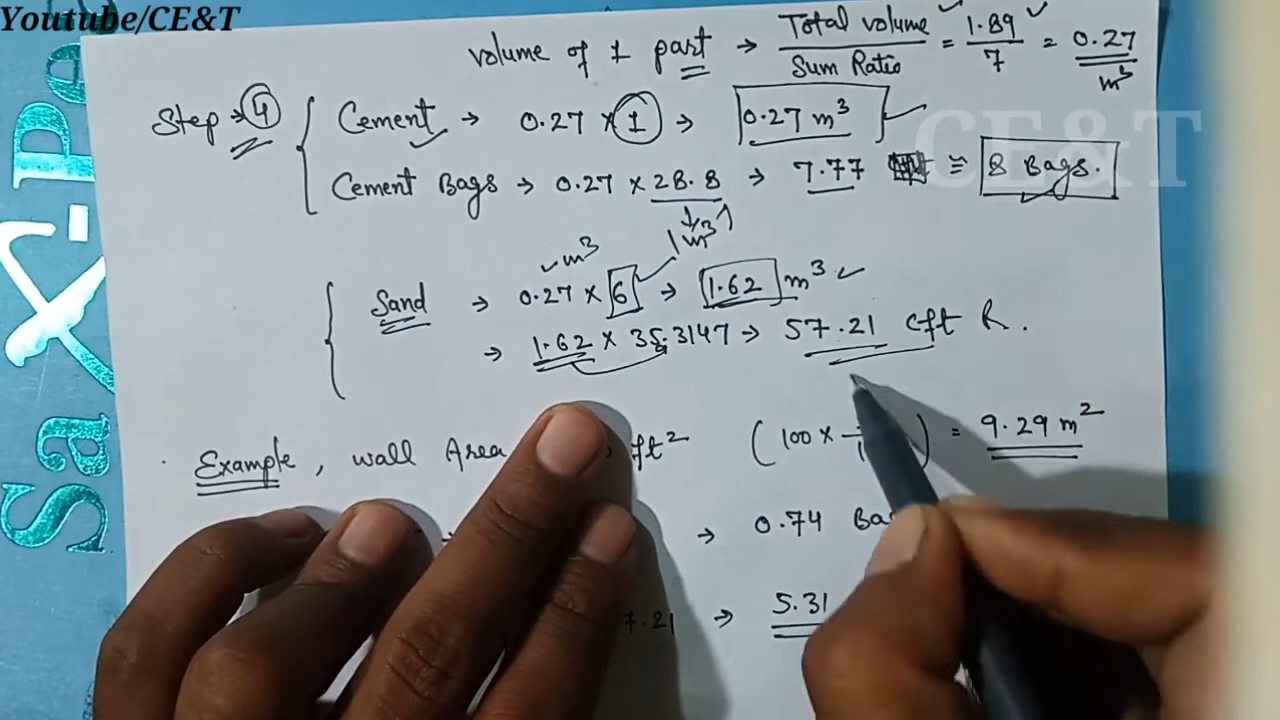 Youtube/CE&T
volume of 1 part → Total volume / Sum Ratio = 1.89 / 7 = 0.27 m³
Step → 4 { Cement → 0.27 × 1 → 0.27 m³
Cement Bags → 0.27 × 28.8 → 7.77 ≅ 8 Bags.
1m³
CE&T
m³
Sand → 0.27 × 6 → 1.62 m³
→ 1.62 × 35.3147 → 57.21 cft
Example, wall Area ft² (100 × ) = 9.29 m²
→ 0.74
7.21 → 5.31
Sax-Pe